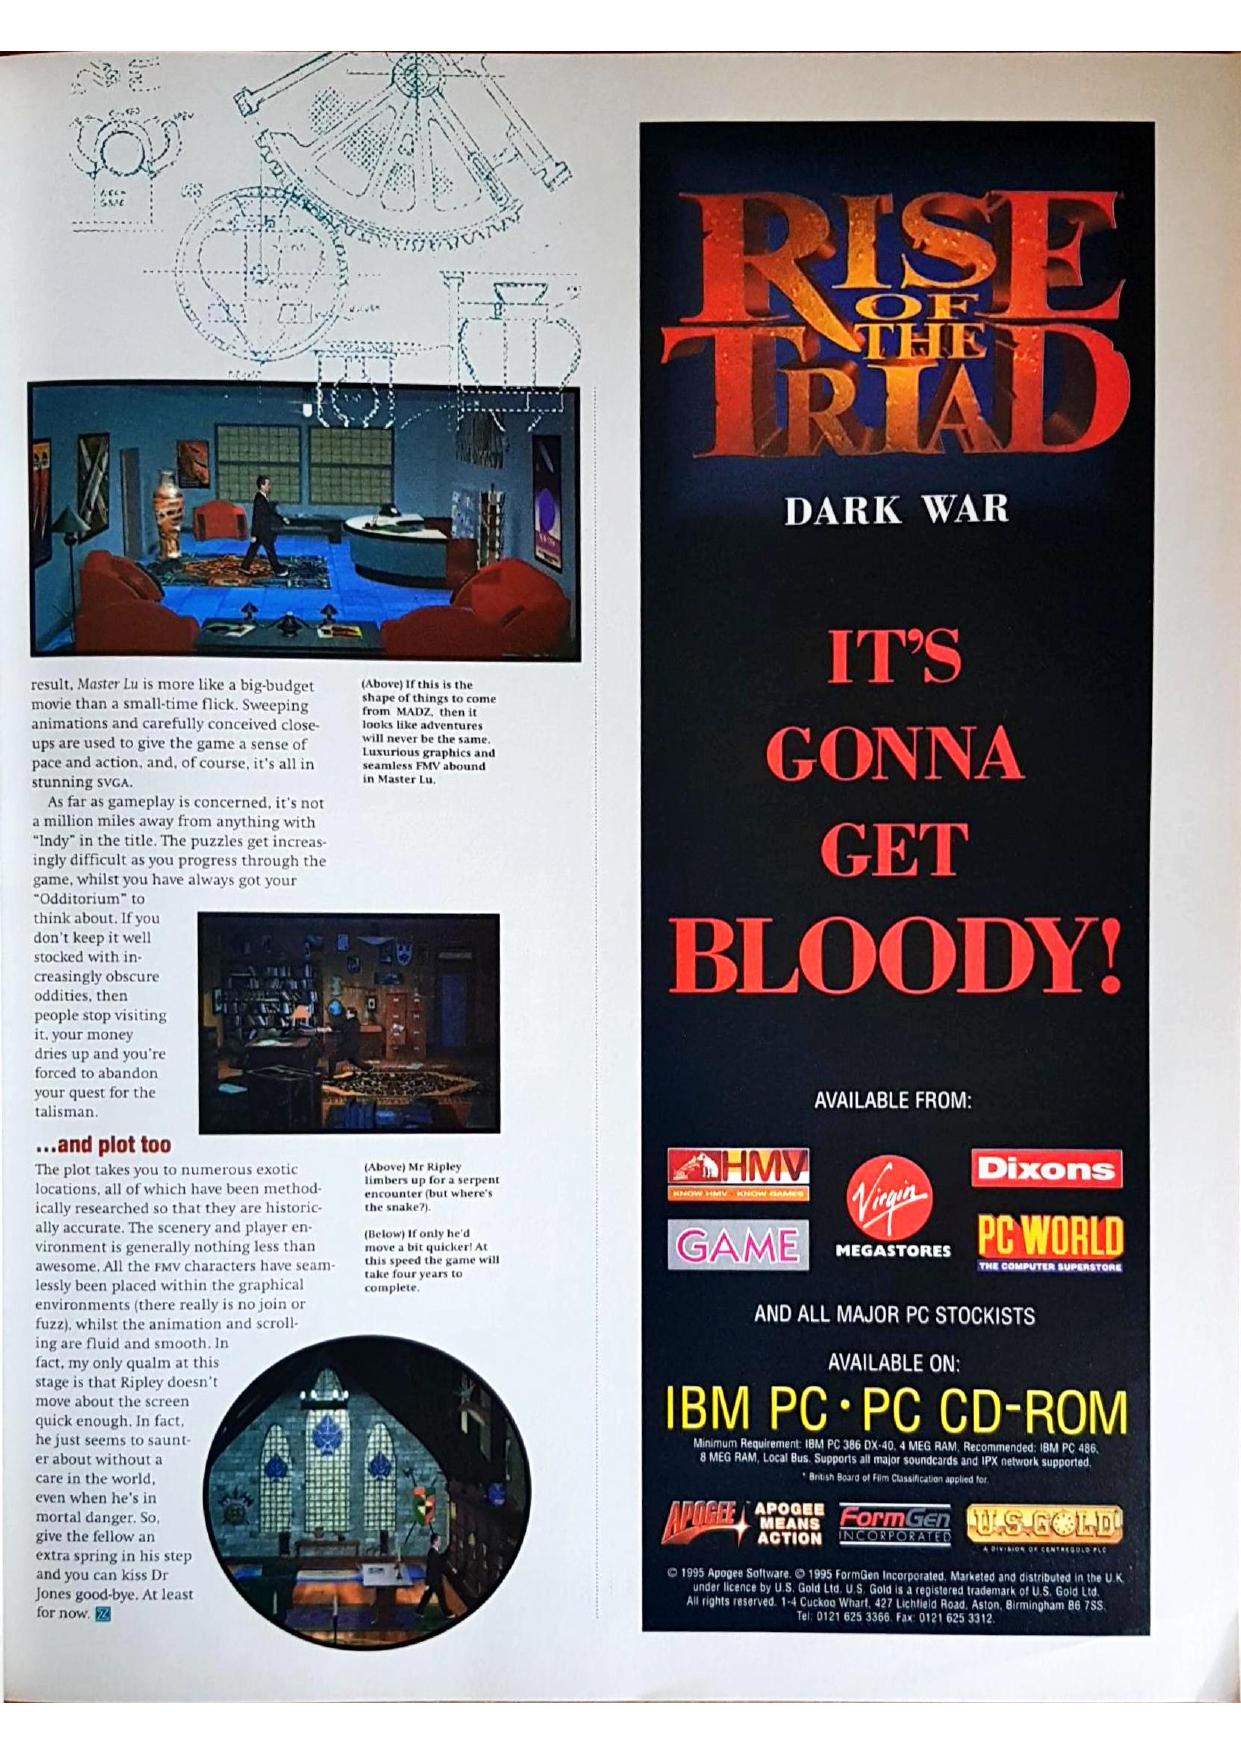 result, Master Lu is more like a big-budget
movie than a small-time flick. Sweeping
animations and carefully conceived close-
ups are used to give the game a sense of
pace and action, and, of course, it's all in
stunning SVGA.
As far as gameplay is concerned, it's not
a million miles away from anything with
"Indy" in the title. The puzzles get increas-
ingly difficult as you progress through the
game, whilst you have always got your
"Odditorium" to
think about. If you
don't keep it well
stocked with in-
creasingly obscure
oddities, then
people stop visiting
it, your money
dries up and you're
forced to abandon
your quest for the
talisman.
...and plot too
The plot takes you to numerous exotic
locations, all of which have been method-
ically researched so that they are historic-
ally accurate. The scenery and player en-
vironment is generally nothing less than
awesome. All the FMV characters have seam-
lessly been placed within the graphical
environments (there really is no join or
fuzz), whilst the animation and scroll-
ing are fluid and smooth. In
fact, my only qualm at this
stage is that Ripley doesn't
move about the screen
quick enough. In fact,
he just seems to saunt-
er about without a
care in the world,
even when he's in
mortal danger. So,
give the fellow an
extra spring in his step
and you can kiss Dr
Jones good-bye. At least
for now. Z
(Above) If this is the
shape of things to come
from MADZ, then it
looks like adventures
will never be the same.
Luxurious graphics and
seamless FMV abound
in Master Lu.
(Above) Mr Ripley
limbers up for a serpent
encounter (but where's
the snake?).
(Below) If only he'd
move a bit quicker! At
this speed the game will
take four years to
complete.
RISE
OF
THE
TRIAD
DARK WAR
IT'S
GONNA
GET
BLOODY!
AVAILABLE FROM:
HMV
KNOW HMV · KNOW GAMES
Virgin
MEGASTORES
Dixons
GAME
PC WORLD
THE COMPUTER SUPERSTORE
AND ALL MAJOR PC STOCKISTS
AVAILABLE ON:
IBM PC · PC CD-ROM
Minimum Requirement: IBM PC 386 DX-40, 4 MEG RAM, Recommended: IBM PC 486,
8 MEG RAM, Local Bus. Supports all major soundcards and IPX network supported.
* British Board of Film Classification applied for.
APOGEE
APOGEE
MEANS
ACTION
FormGen
INCORPORATED
U.S. GOLD
A DIVISION OF CENTREGOLD PLC
© 1995 Apogee Software. © 1995 FormGen Incorporated. Marketed and distributed in the U.K.
under licence by U.S. Gold Ltd. U.S. Gold is a registered trademark of U.S. Gold Ltd.
All rights reserved. 1-4 Cuckoo Wharf, 427 Lichfield Road, Aston, Birmingham B6 7SS.
Tel: 0121 625 3366. Fax: 0121 625 3312.